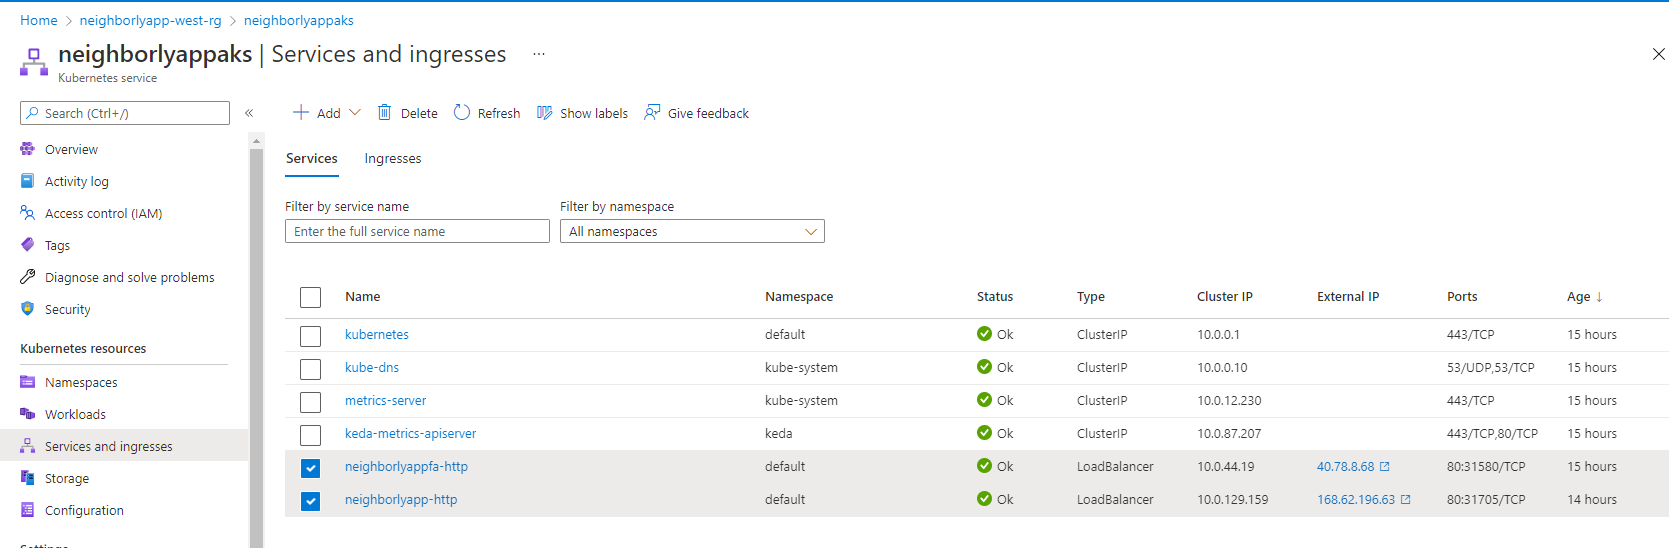 Home > neighborlyapp-west-rg > neighborlyappaks
neighborlyappaks | Services and ingresses ...
Kubernetes service
Search (Ctrl+/) «
Add Delete Refresh Show labels Give feedback
Overview
Activity log
Access control (IAM)
Tags
Diagnose and solve problems
Security
Kubernetes resources
Namespaces
Workloads
Services and ingresses
Storage
Configuration
Settings
Services Ingresses
Filter by service name Filter by namespace
Enter the full service name All namespaces
Name Namespace Status Type Cluster IP External IP Ports Age ↓
kubernetes default Ok ClusterIP 10.0.0.1 443/TCP 15 hours
kube-dns kube-system Ok ClusterIP 10.0.0.10 53/UDP,53/TCP 15 hours
metrics-server kube-system Ok ClusterIP 10.0.12.230 443/TCP 15 hours
keda-metrics-apiserver keda Ok ClusterIP 10.0.87.207 443/TCP,80/TCP 15 hours
neighborlyappfa-http default Ok LoadBalancer 10.0.44.19 40.78.8.68 80:31580/TCP 15 hours
neighborlyapp-http default Ok LoadBalancer 10.0.129.159 168.62.196.63 80:31705/TCP 14 hours